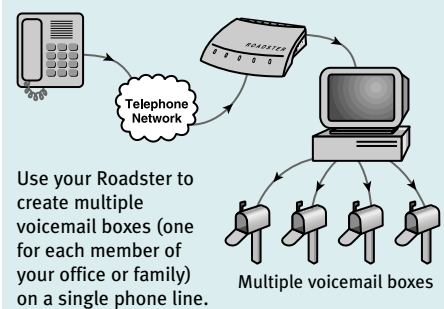 ROADSTER
Telephone
Network
Use your Roadster to
create multiple
voicemail boxes (one
for each member of
your office or family)
on a single phone line.
Multiple voicemail boxes